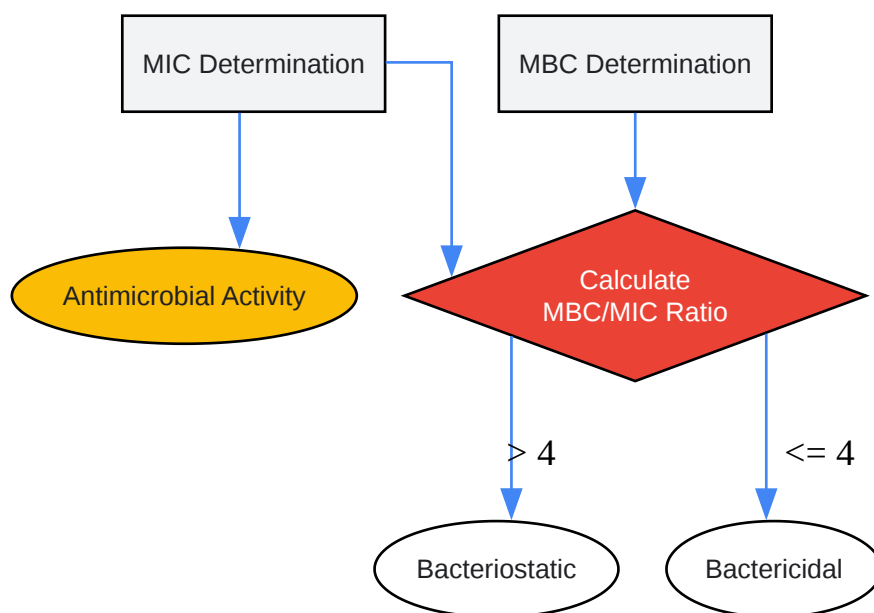 MIC Determination
MBC Determination
Antimicrobial Activity
Calculate
MBC/MIC Ratio
> 4
<= 4
Bacteriostatic
Bactericidal